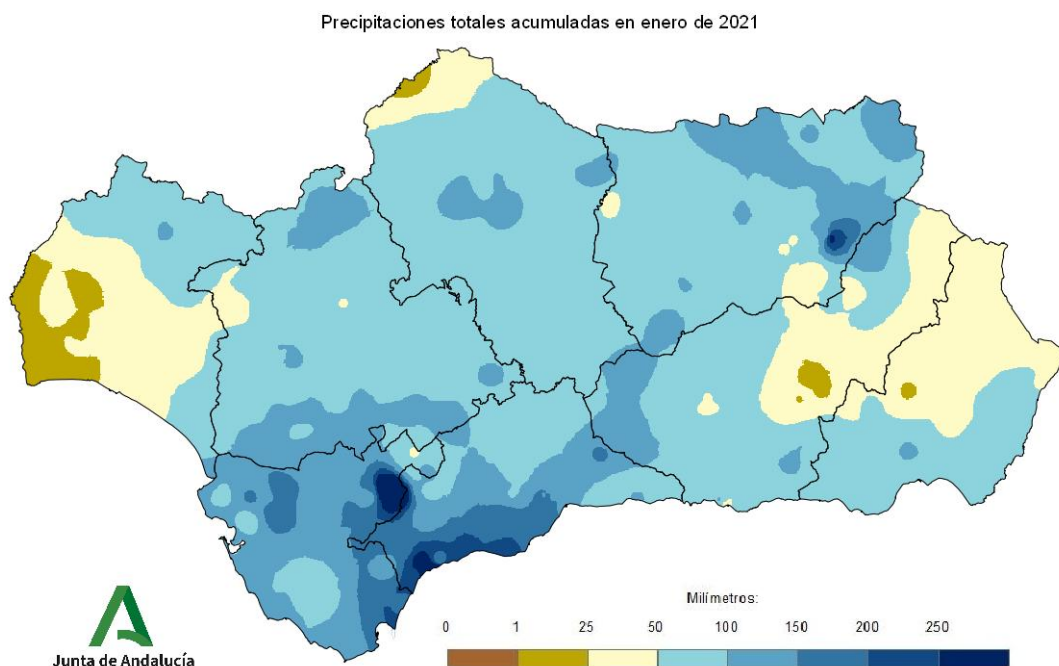 Precipitaciones totales acumuladas en enero de 2021
Milímetros:
0 1 25 50 100 150 200 250
Junta de Andalucía